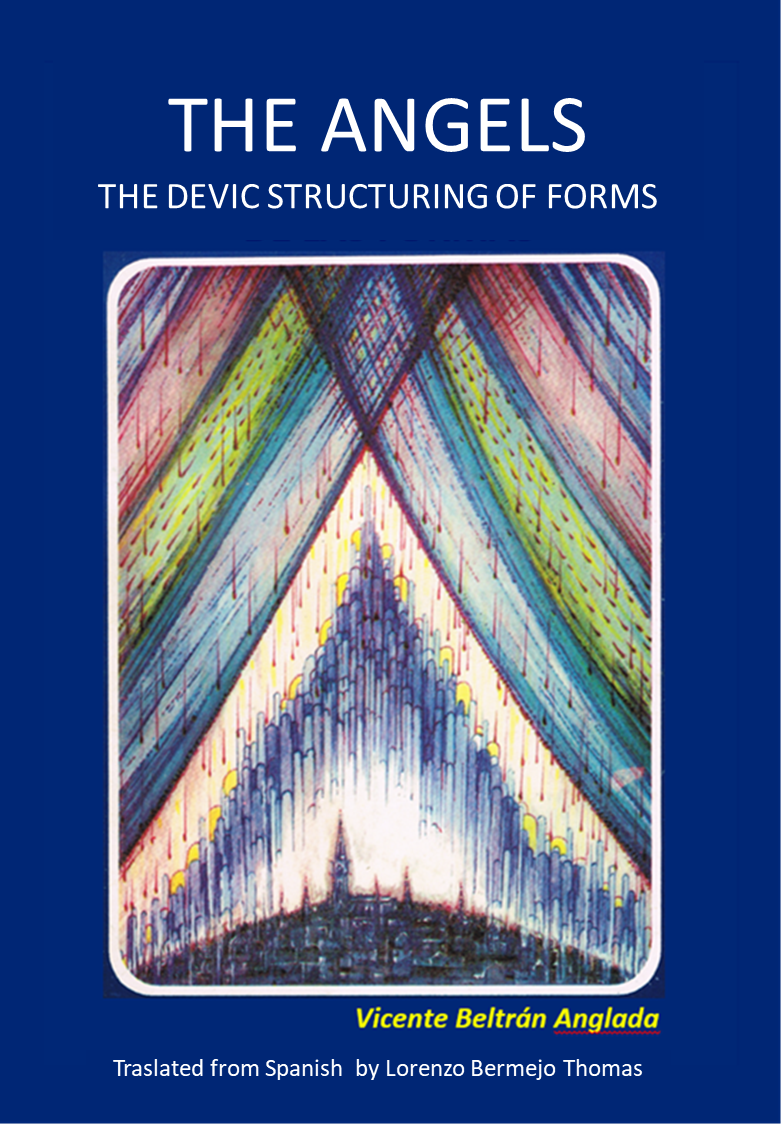 THE ANGELS
THE DEVIC STRUCTURING OF FORMS
Vicente Beltrán Anglada
Traslated from Spanish by Lorenzo Bermejo Thomas